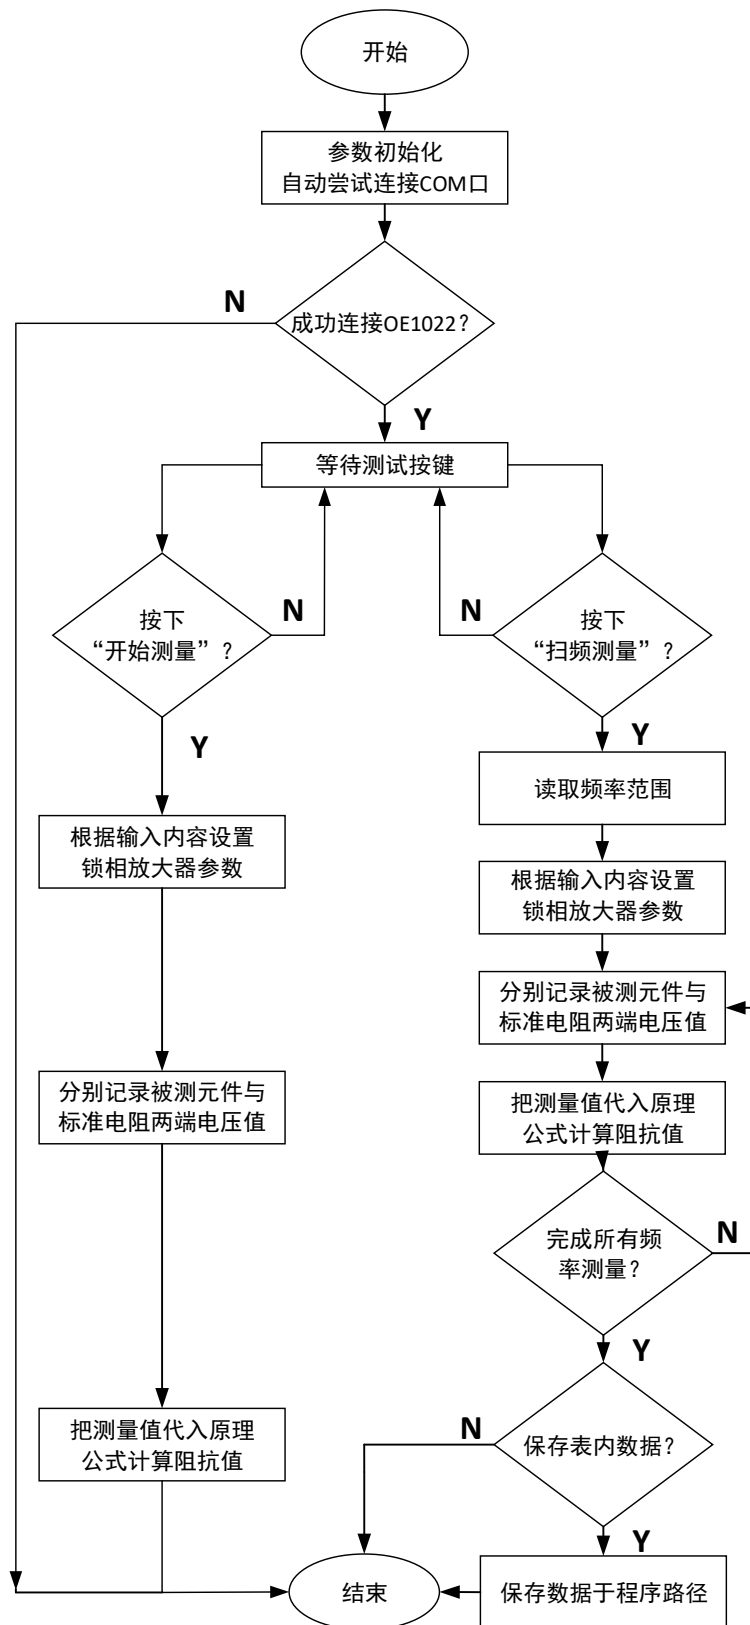 开始
参数初始化
自动尝试连接COM口
成功连接OE1022？
N
Y
等待测试按键
按下
“开始测量”？
N
Y
按下
“扫频测量”？
N
Y
读取频率范围
根据输入内容设置
锁相放大器参数
根据输入内容设置
锁相放大器参数
分别记录被测元件与
标准电阻两端电压值
分别记录被测元件与
标准电阻两端电压值
把测量值代入原理
公式计算阻抗值
完成所有频
率测量？
N
Y
把测量值代入原理
公式计算阻抗值
保存表内数据？
N
Y
结束
保存数据于程序路径